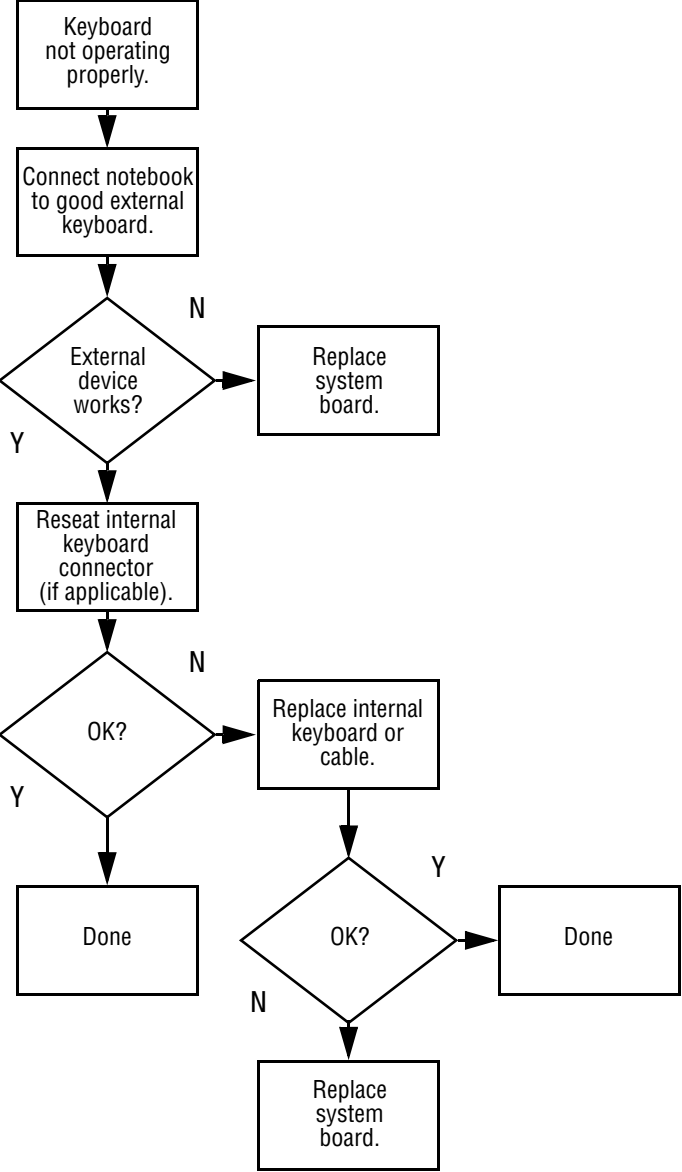 Keyboard
not operating
properly.
Connect notebook
to good external
keyboard.
N
External
device
works?
Replace
system
board.
Y
Reseat internal
keyboard
connector
(if applicable).
N
OK?
Replace internal
keyboard or
cable.
Y
Y
Done
OK?
Done
N
Replace
system
board.